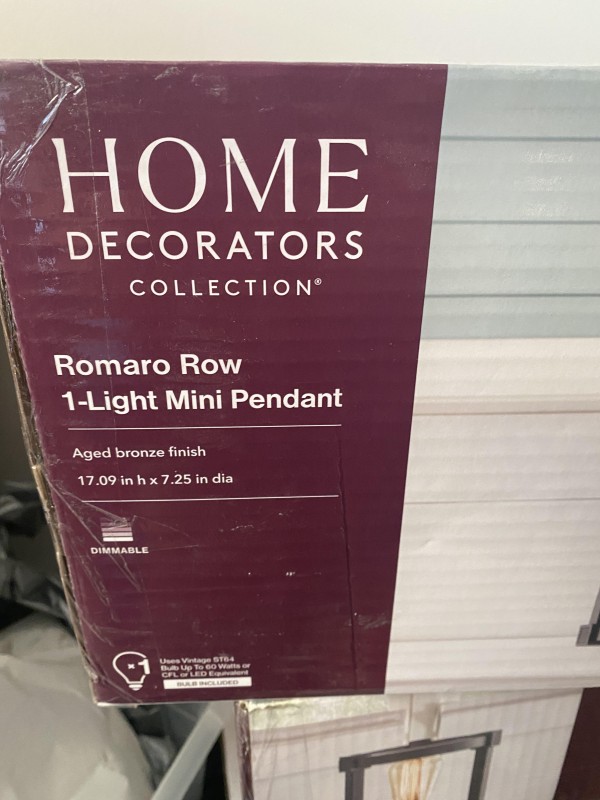 HOME
DECORATORS
COLLECTION®
Romaro Row
1-Light Mini Pendant
Aged bronze finish
17.09 in h x 7.25 in dia
DIMMABLE
x1
Uses Vintage ST64
Bulb Up To 60 Watts or
CFL or LED Equivalent
BULB INCLUDED